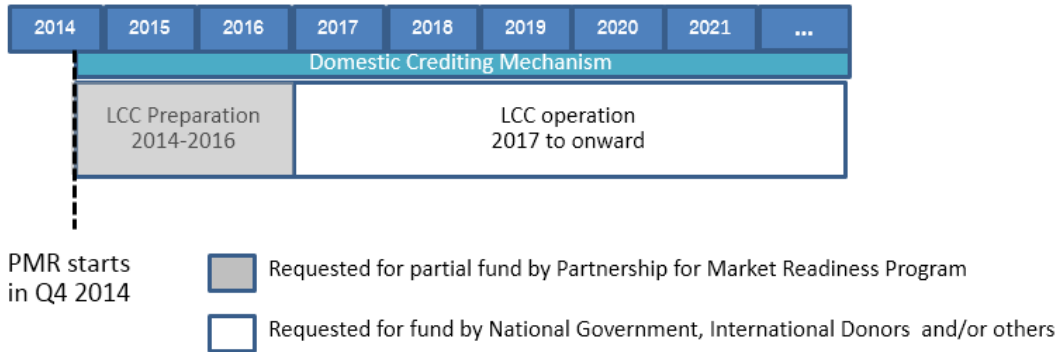 2014 2015 2016 2017 2018 2019 2020 2021 ...
Domestic Crediting Mechanism
LCC Preparation
2014-2016
LCC operation
2017 to onward
PMR starts
in Q4 2014
Requested for partial fund by Partnership for Market Readiness Program
Requested for fund by National Government, International Donors and/or others